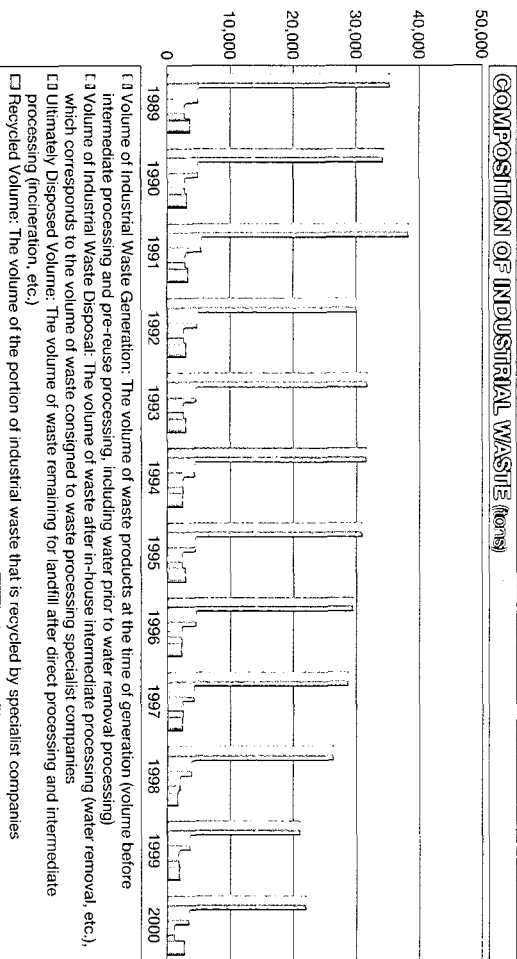 COMPOSITION OF INDUSTRIAL WASTE (tons)
50,000
40,000
30,000
20,000
10,000
0
1989 1990 1991 1992 1993 1994 1995 1996 1997 1998 1999 2000
Volume of Industrial Waste Generation: The volume of waste products at the time of generation (volume before
intermediate processing and pre-reuse processing, including water prior to water removal processing)
Volume of Industrial Waste Disposal: The volume of waste after in-house intermediate processing (water removal, etc.),
which corresponds to the volume of waste consigned to waste processing specialist companies
Ultimately Disposed Volume: The volume of waste remaining for landfill after direct processing and intermediate
processing (incineration, etc.)
Recycled Volume: The volume of the portion of industrial waste that is recycled by specialist companies